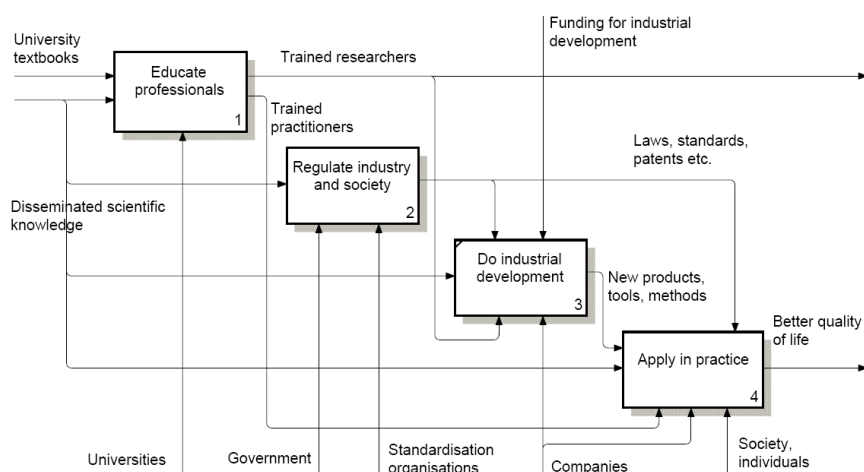 University
textbooks
Educate
professionals
1
Trained researchers
Funding for industrial
development
Trained
practitioners
Regulate industry
and society
2
Laws, standards,
patents etc.
Disseminated scientific
knowledge
Do industrial
development
3
New products,
tools, methods
Better quality
of life
Apply in practice
4
Universities
Government
Standardisation
organisations
Companies
Society,
individuals